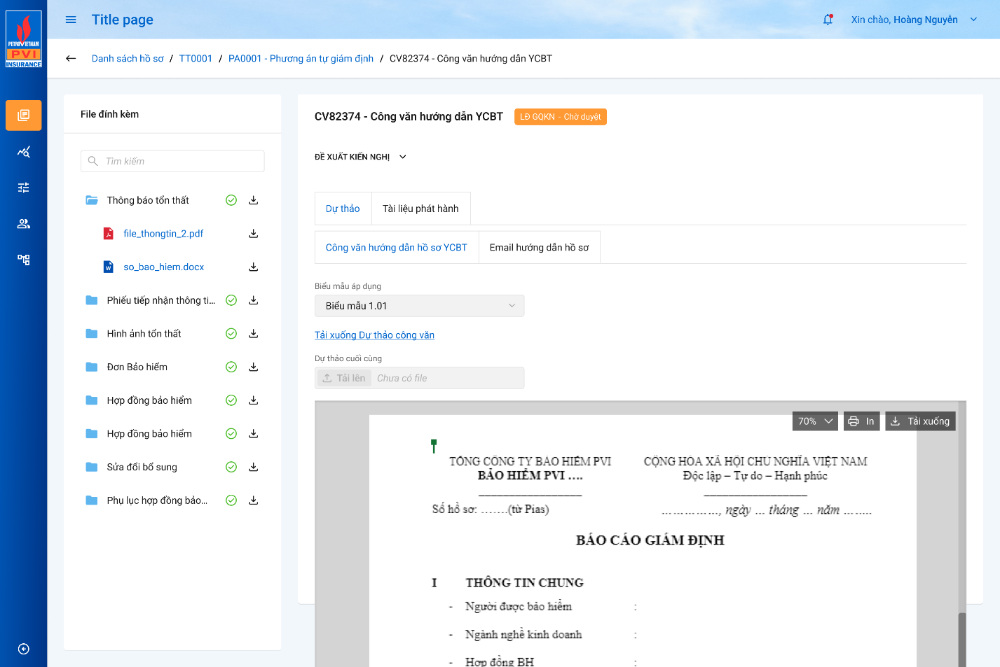 PETROVIETNAM
PVI
INSURANCE
Title page
Xin chào, Hoàng Nguyễn
Danh sách hồ sơ / TT0001 / PA0001 - Phương án tự giám định / CV82374 - Công văn hướng dẫn YCBT
File đính kèm
Tìm kiếm
Thông báo tổn thất
file_thongtin_2.pdf
so_bao_hiem.docx
Phiếu tiếp nhận thông ti...
Hình ảnh tổn thất
Đơn Bảo hiểm
Hợp đồng bảo hiểm
Hợp đồng bảo hiểm
Sửa đổi bổ sung
Phụ lục hợp đồng bảo...
CV82374 - Công văn hướng dẫn YCBT
LĐ GQKN - Chờ duyệt
ĐỀ XUẤT KIẾN NGHỊ
Dự thảo
Tài liệu phát hành
Công văn hướng dẫn hồ sơ YCBT
Email hướng dẫn hồ sơ
Biểu mẫu áp dụng
Biểu mẫu 1.01
Tải xuống Dự thảo công văn
Dự thảo cuối cùng
Tải lên
Chưa có file
70%
In
Tải xuống
TỔNG CÔNG TY BẢO HIỂM PVI
BẢO HIỂM PVI ….
Số hồ sơ: …….(từ Pias)
CỘNG HÒA XÃ HỘI CHỦ NGHĨA VIỆT NAM
Độc lập – Tự do – Hạnh phúc
……………, ngày … tháng … năm ……..
BÁO CÁO GIÁM ĐỊNH
I THÔNG TIN CHUNG
- Người được bảo hiểm :
- Ngành nghề kinh doanh :
- Hợp đồng BH :